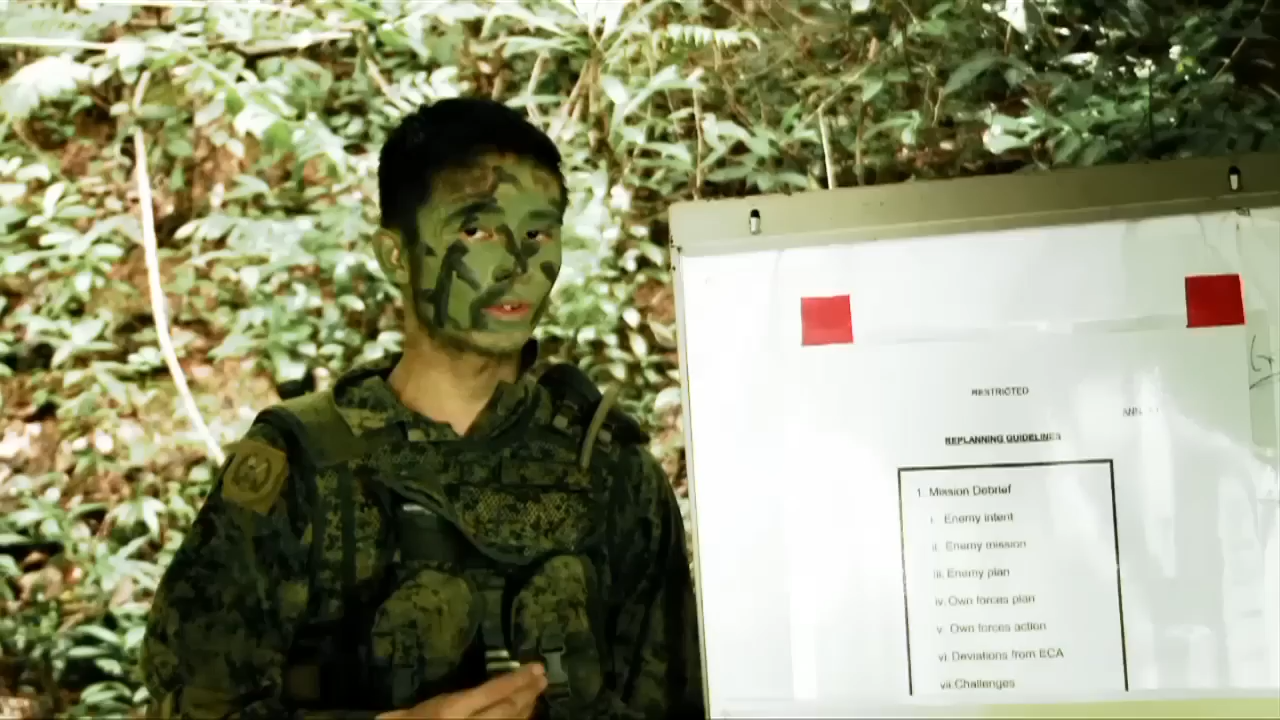 RESTRICTED
REPLANNING GUIDELINES
1. Mission Debrief
i. Enemy intent
ii. Enemy mission
iii. Enemy plan
iv. Own forces plan
v. Own forces action
vi. Deviations from ECA
vii. Challenges